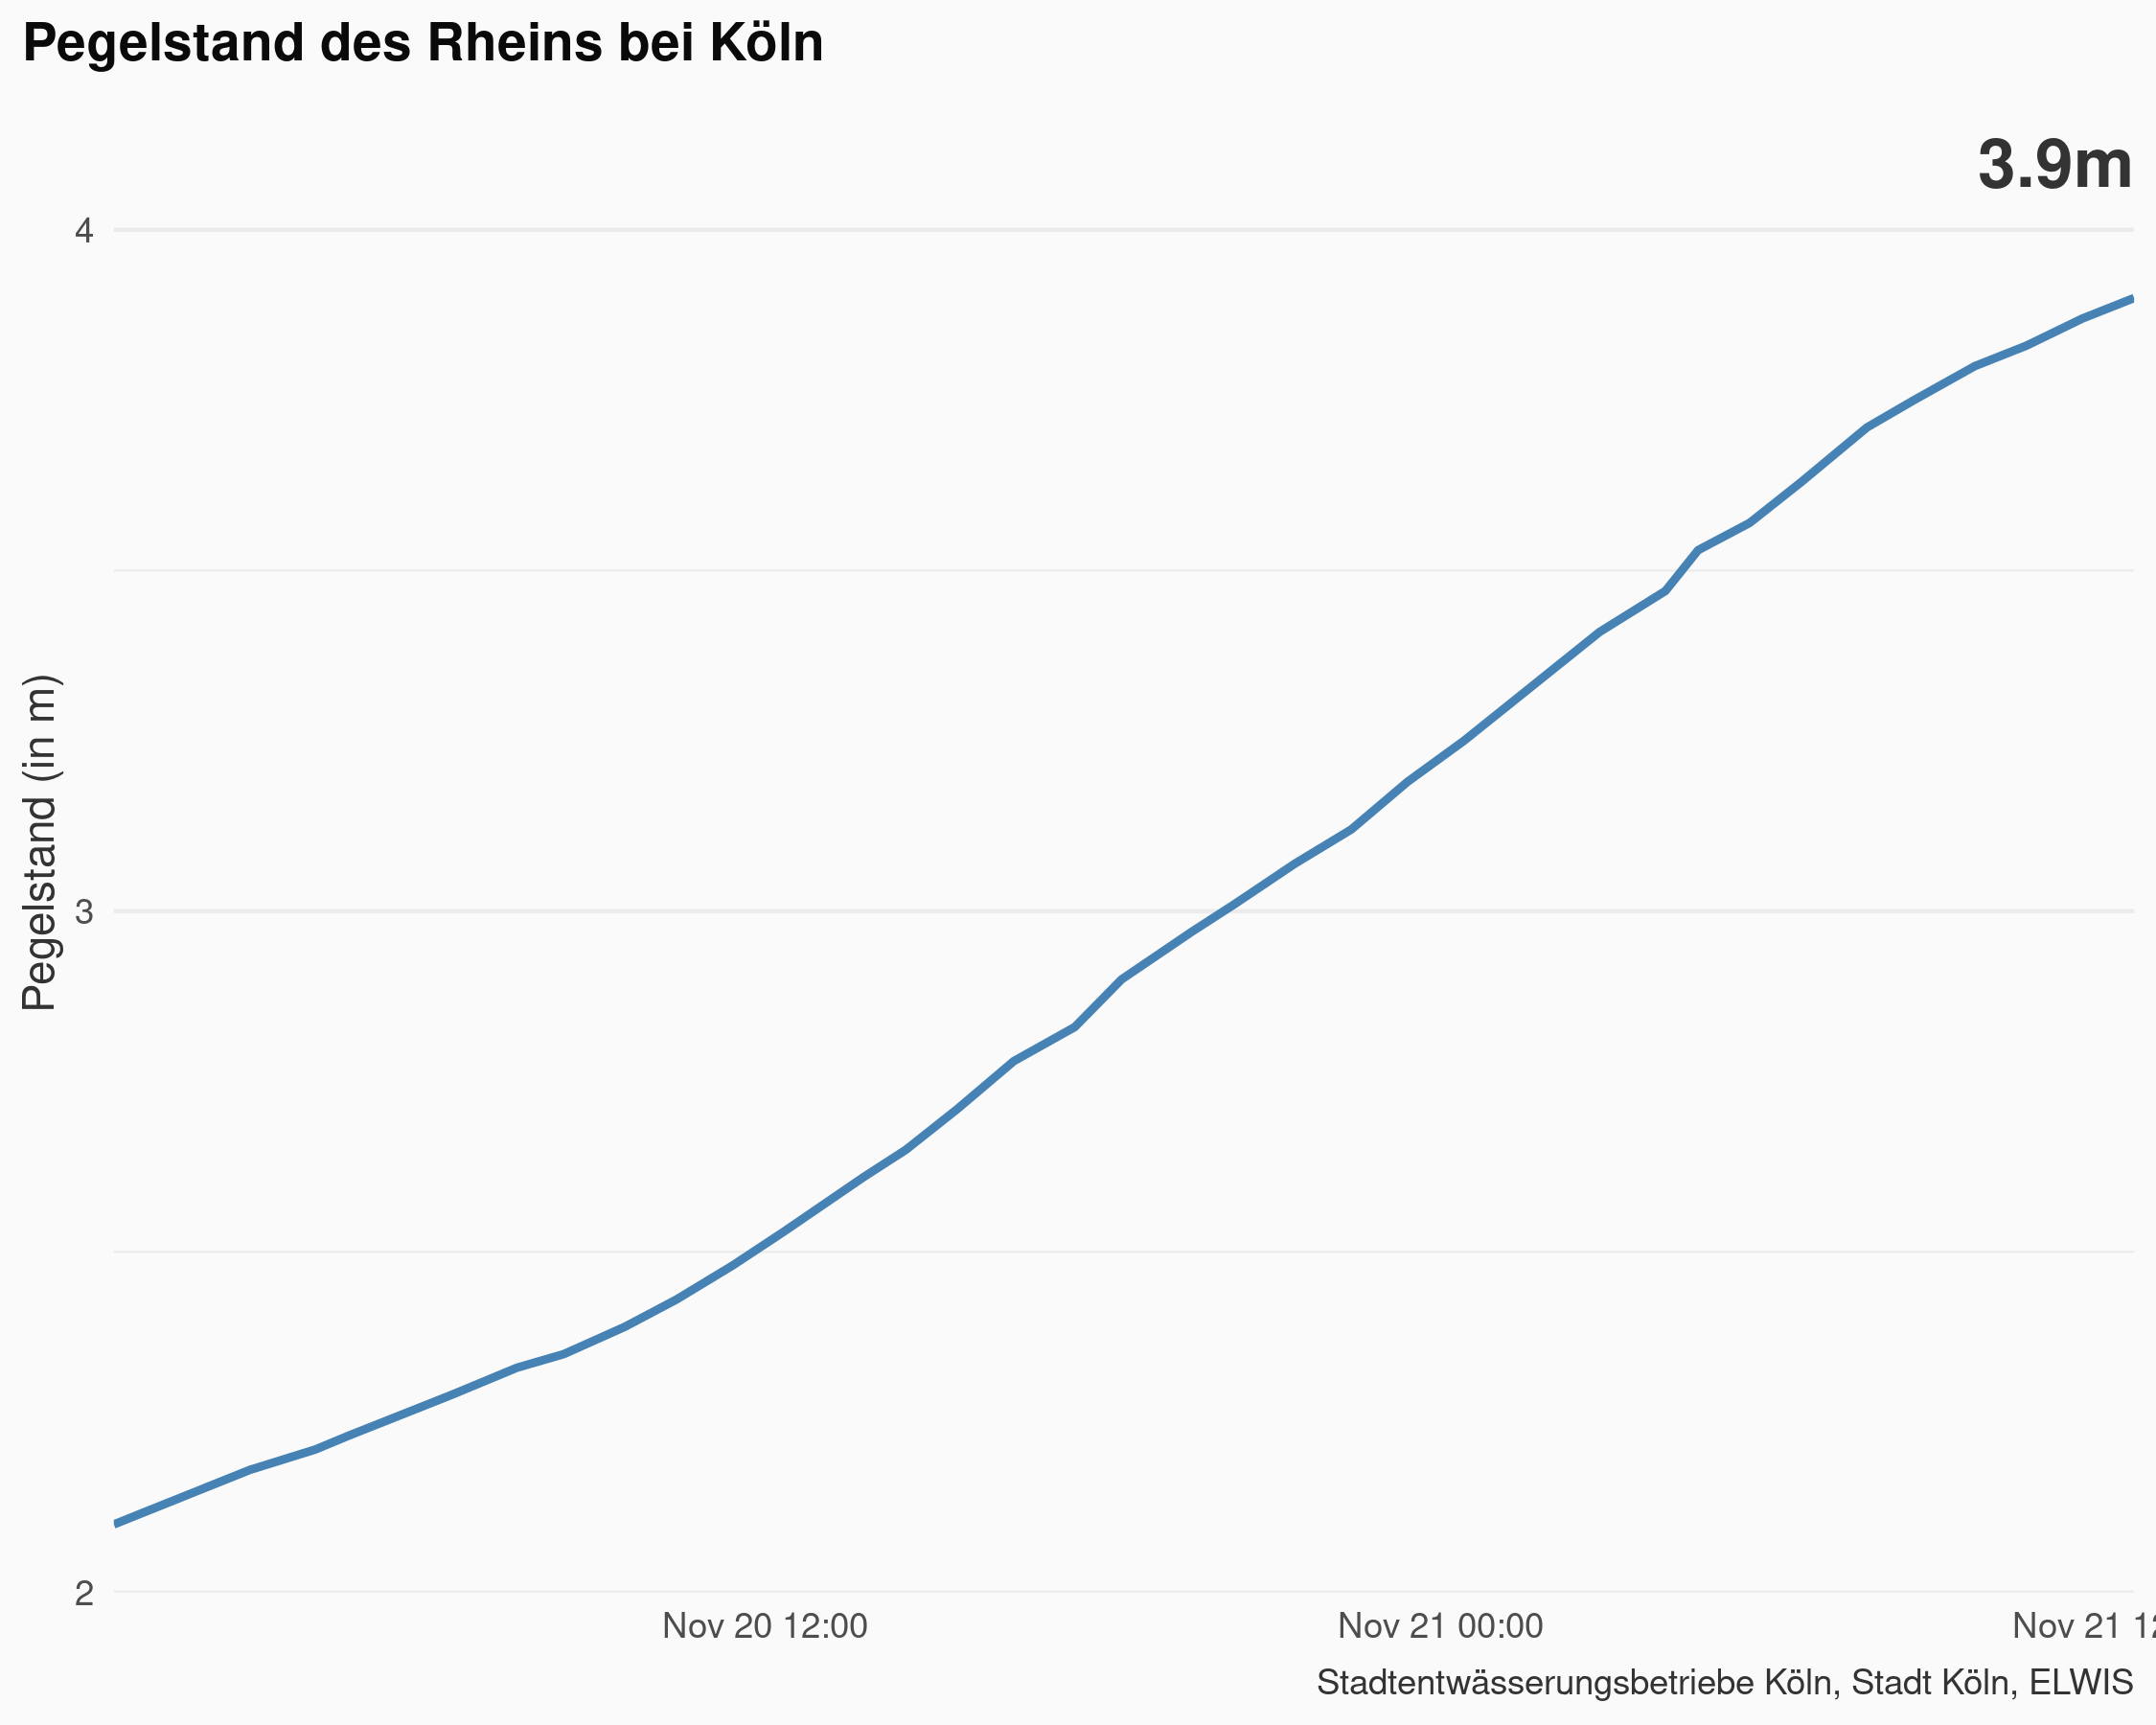 Pegelstand des Rheins bei Köln
3.9m
4
3
2
Pegelstand (in m)
Nov 20 12:00
Nov 21 00:00
Nov 21 12
Stadtentwässerungsbetriebe Köln, Stadt Köln, ELWIS